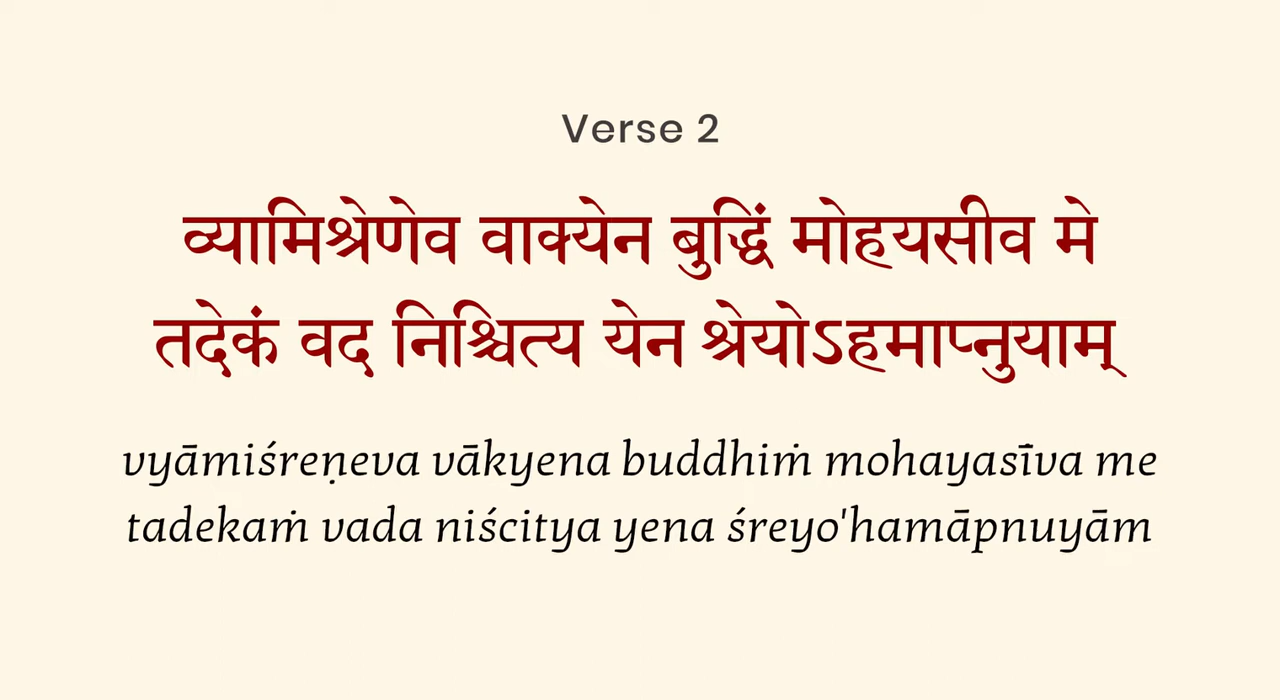 Verse 2
व्यामिश्रेणेव वाक्येन बुद्धिं मोहयसीव मे
तदेकं वद निश्चित्य येन श्रेयोऽहमाप्नुयाम्
vyāmiśreṇeva vākyena buddhiṁ mohayasīva me
tadekaṁ vada niścitya yena śreyo'hamāpnuyām